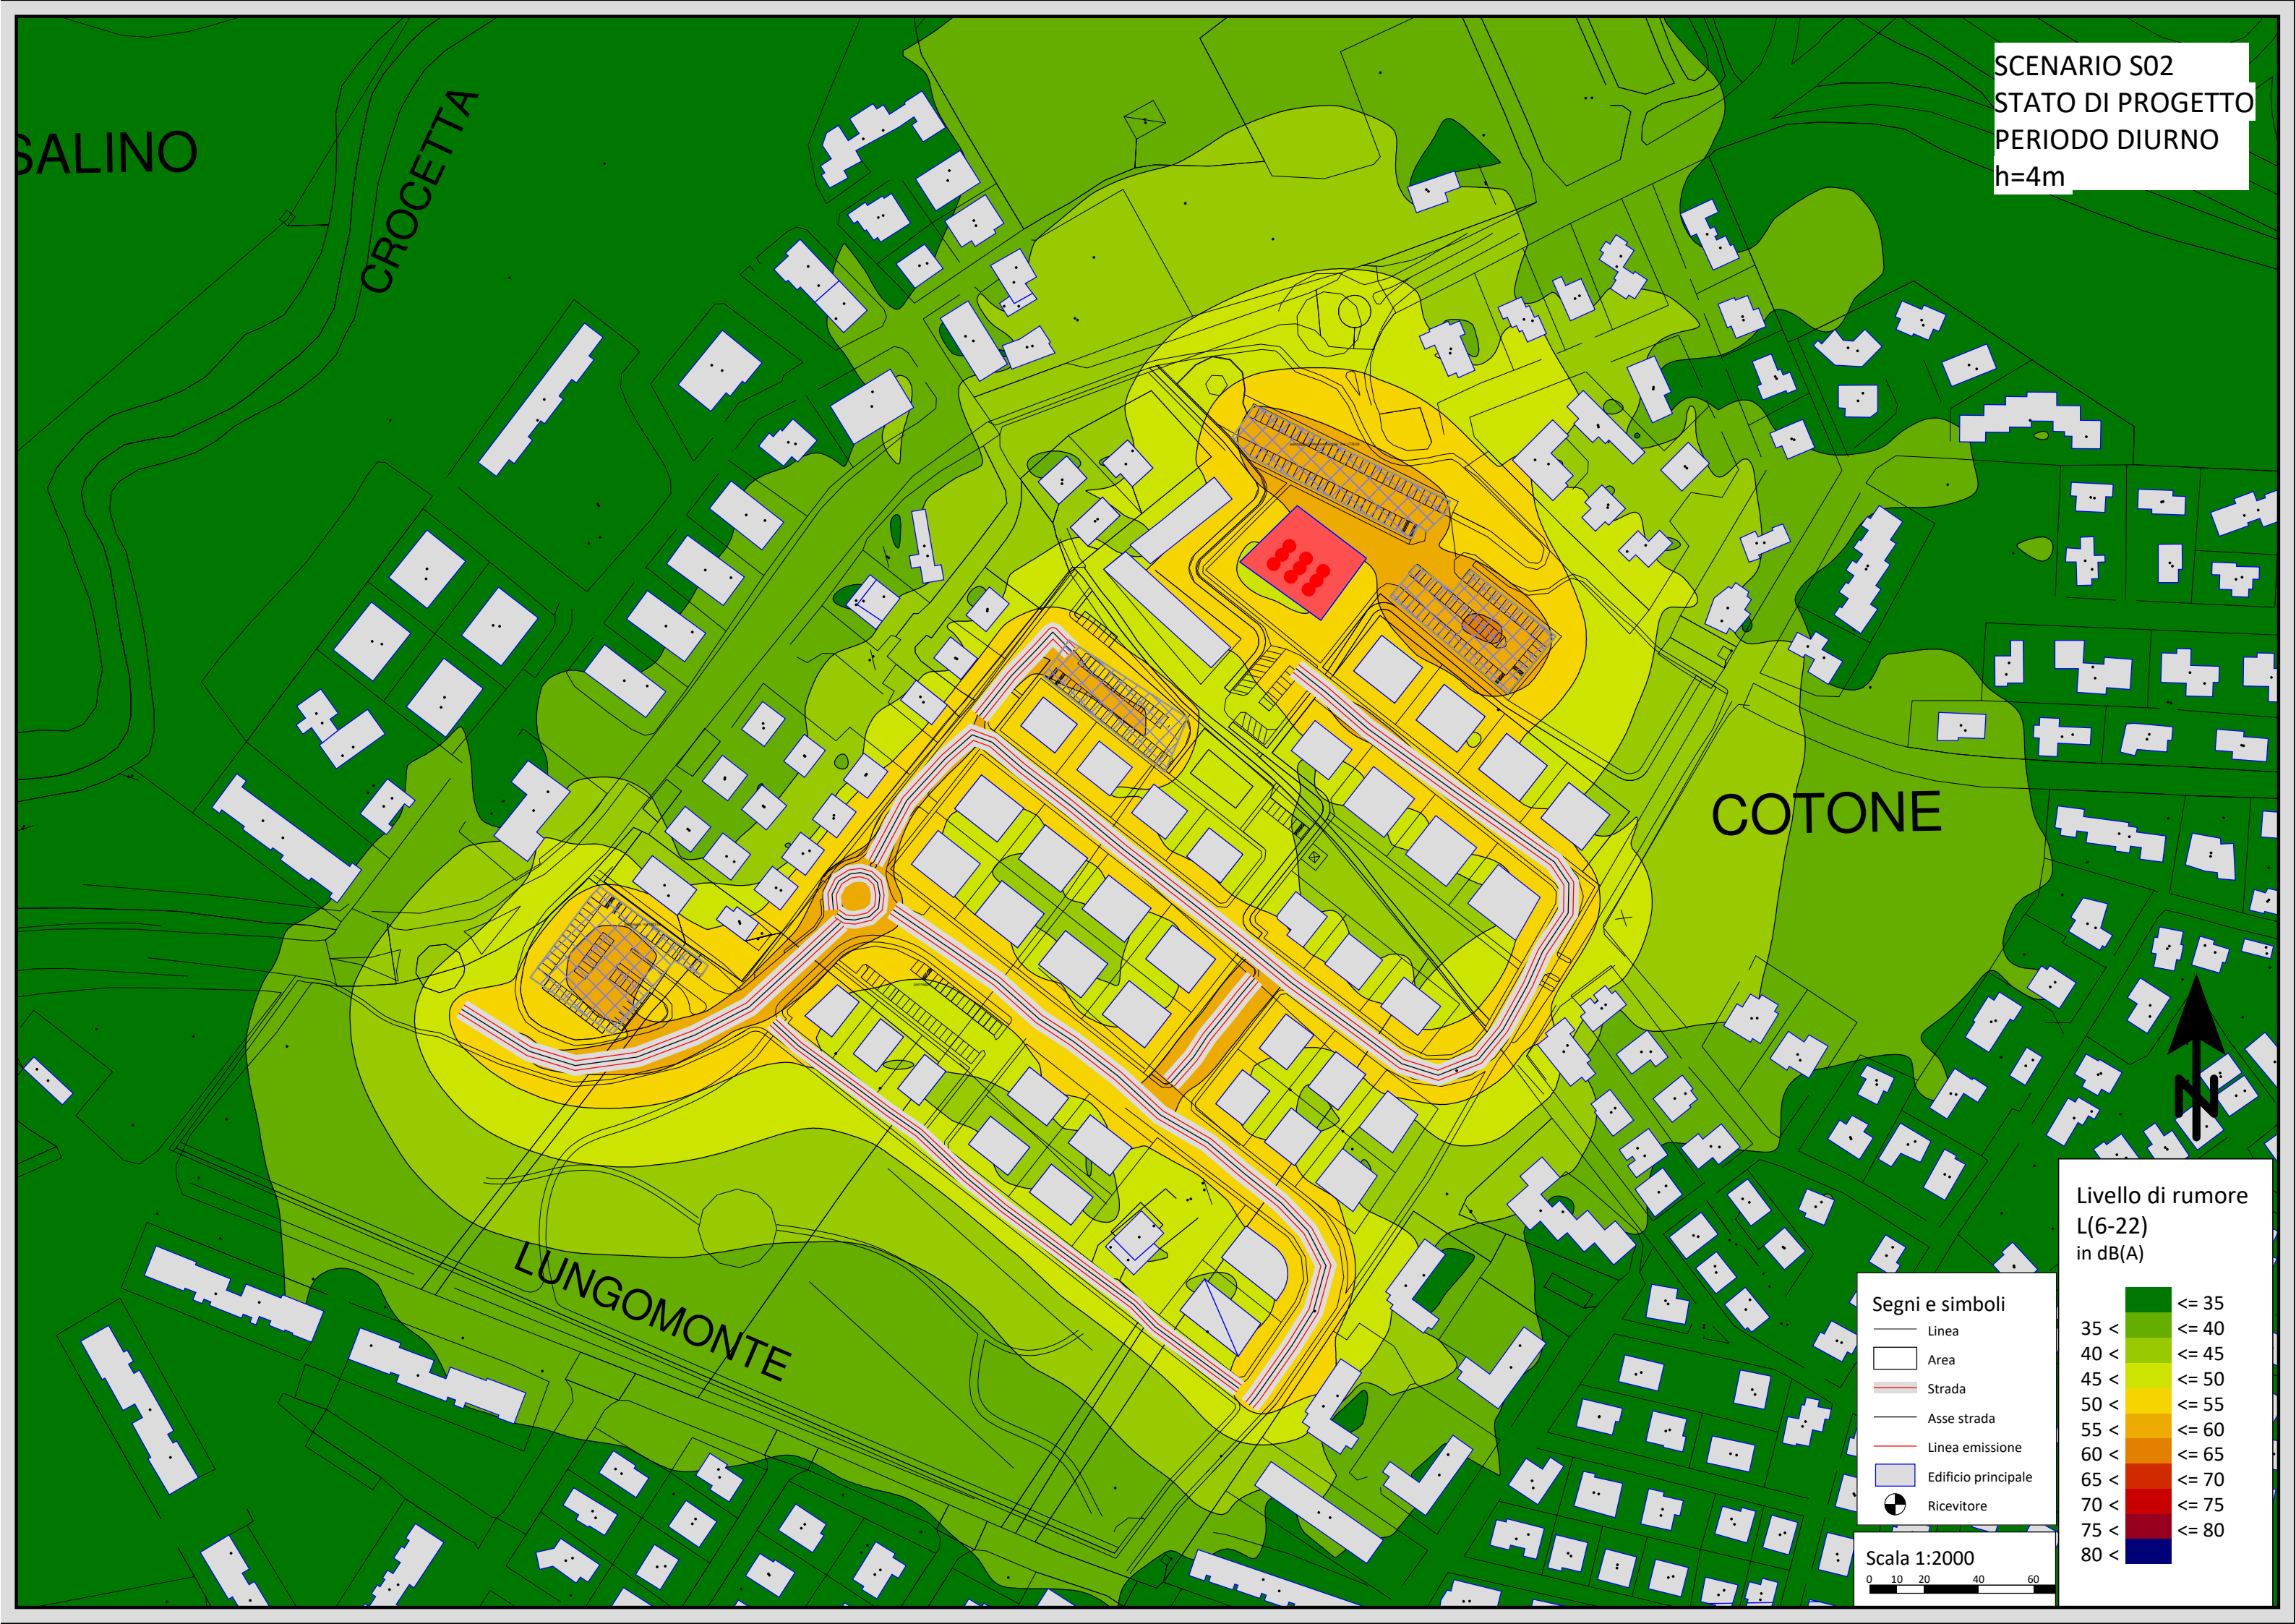 SCENARIO S02
STATO DI PROGETTO
PERIODO DIURNO
h=4m
SALINO
CROCETTA
COTONE
LUNGOMONTE
N
Livello di rumore
L(6-22)
in dB(A)
<= 35
35 < <= 40
40 < <= 45
45 < <= 50
50 < <= 55
55 < <= 60
60 < <= 65
65 < <= 70
70 < <= 75
75 < <= 80
80 <
Segni e simboli
Linea
Area
Strada
Asse strada
Linea emissione
Edificio principale
Ricevitore
Scala 1:2000
0 10 20 40 60